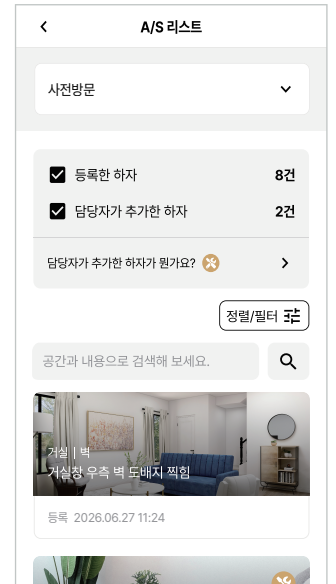 A/S 리스트
사전방문
등록한 하자 8건
담당자가 추가한 하자 2건
담당자가 추가한 하자가 뭔가요?
정렬/필터
공간과 내용으로 검색해 보세요.
거실 | 벽
거실창 우측 벽 도배지 찍힘
등록 2026.06.27 11:24